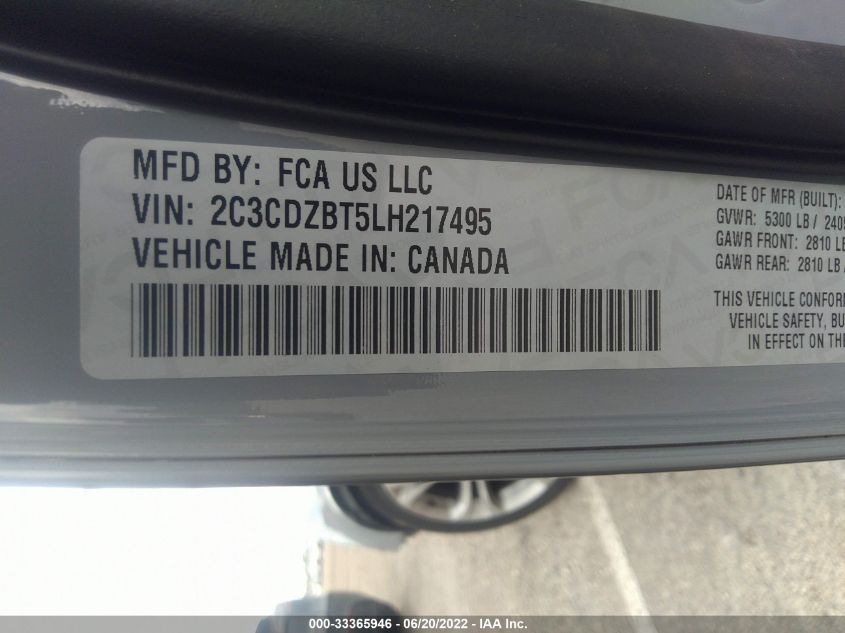 MFD BY: FCA US LLC
VIN: 2C3CDZBT5LH217495
VEHICLE MADE IN: CANADA
DATE OF MFR (BUILT):
GVWR: 5300 LB / 2405
GAWR FRONT: 2810 LB
GAWR REAR: 2810 LB /
THIS VEHICLE CONFOR
VEHICLE SAFETY, BU
IN EFFECT ON THE
000-33365946 - 06/20/2022 - IAAI Inc.